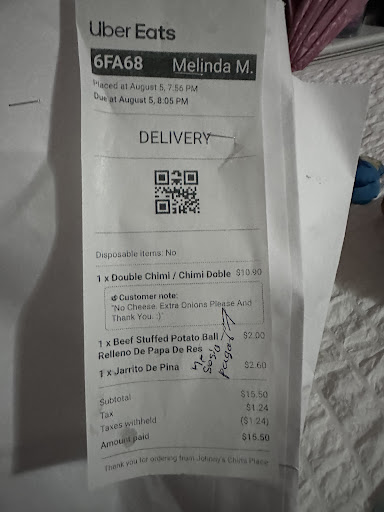 Uber Eats
6FA68 Melinda M.
Placed at August 5, 7:56 PM
Due at August 5, 8:05 PM
DELIVERY
Disposable items: No
1 x Double Chimi / Chimi Doble $10.90
Customer note:
"No Cheese. Extra Onions Please And
Thank You. :)"
1 x Beef Stuffed Potato Ball / $2.00
Relleno De Papa De Res
1 x Jarrito De Pina $2.60
Subtotal $15.50
Tax $1.24
Taxes withheld ($1.24)
Amount paid $15.50
Thank you for ordering from Johnny's Chimi Place